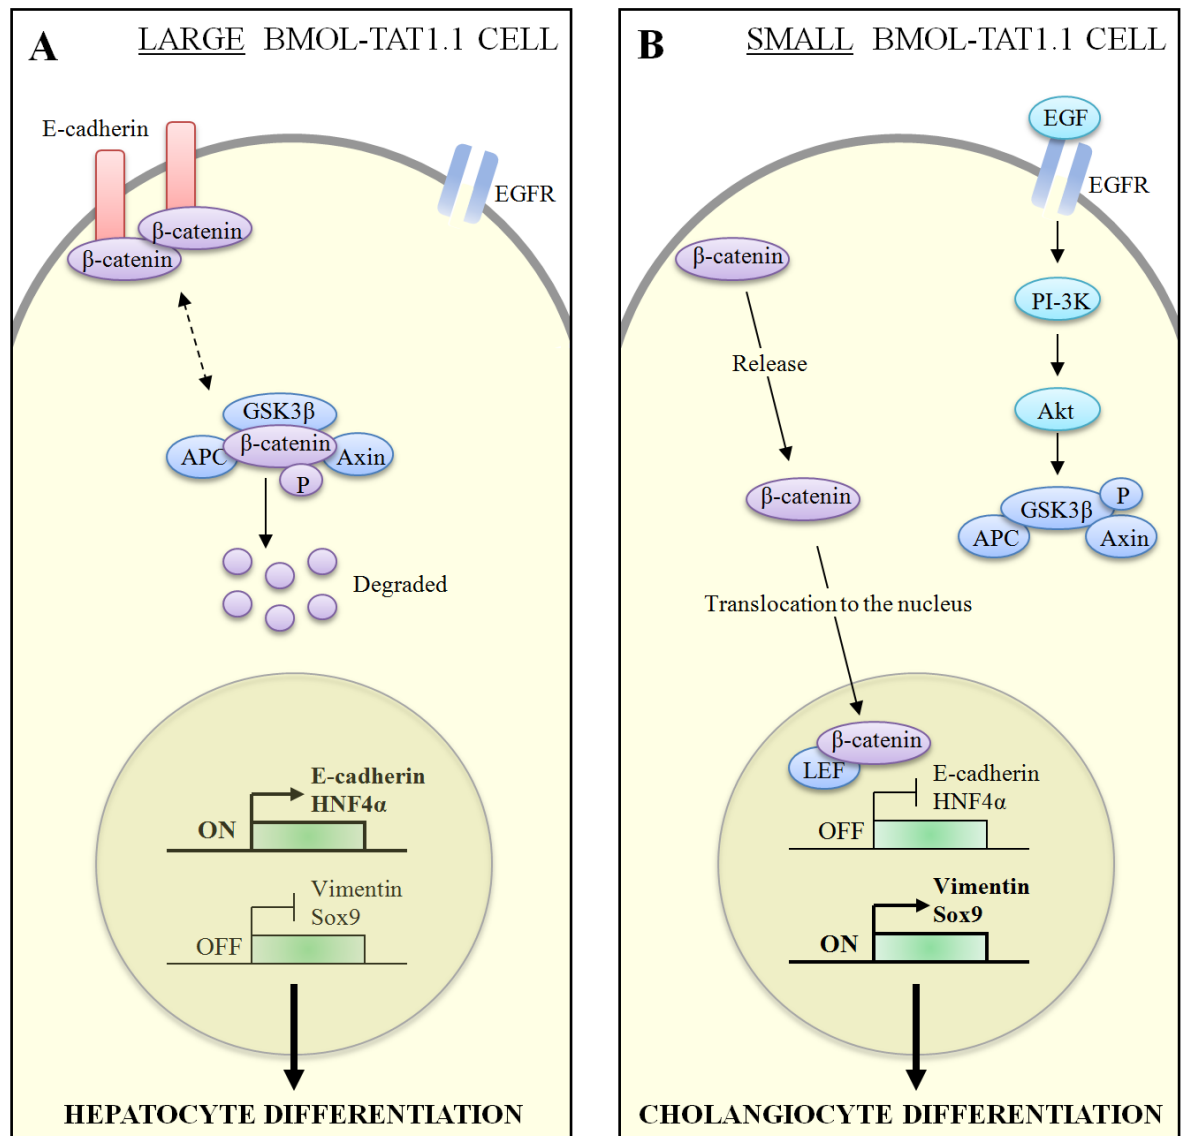 A
LARGE BMOL-TAT1.1 CELL
E-cadherin
EGFR
β-catenin
β-catenin
GSK3β
β-catenin
APC
Axin
P
Degraded
E-cadherin
HNF4α
ON
Vimentin
Sox9
OFF
HEPATOCYTE DIFFERENTIATION
B
SMALL BMOL-TAT1.1 CELL
EGF
EGFR
β-catenin
PI-3K
Release
Akt
β-catenin
P
GSK3β
APC
Axin
Translocation to the nucleus
β-catenin
LEF
E-cadherin
HNF4α
OFF
Vimentin
Sox9
ON
CHOLANGIOCYTE DIFFERENTIATION